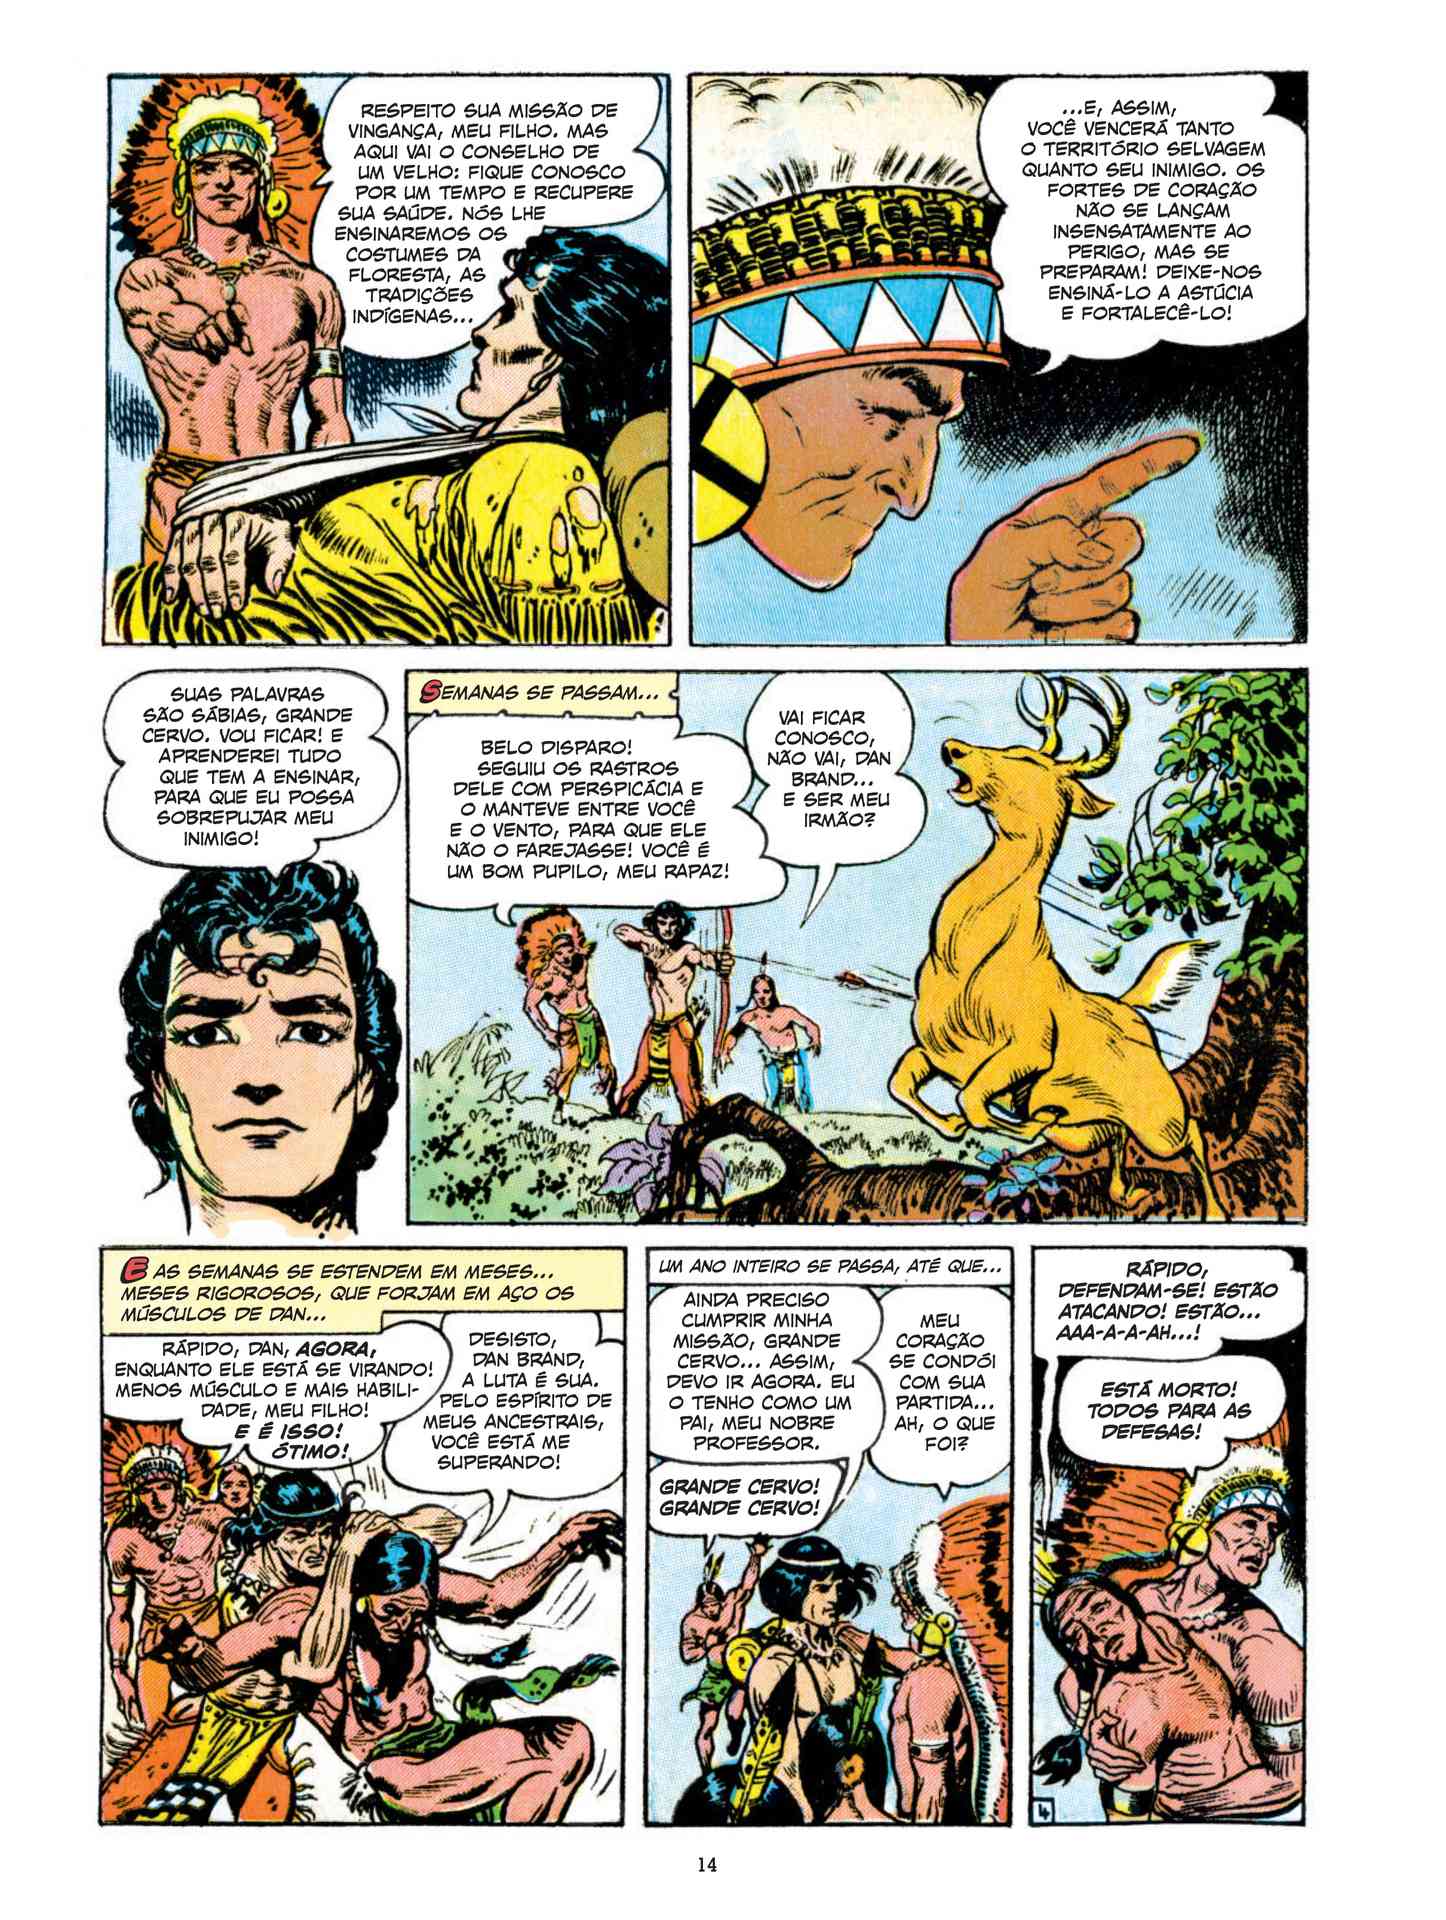 RESPEITO SUA MISSÃO DE
VINGANÇA, MEU FILHO. MAS
AQUI VAI O CONSELHO DE
UM VELHO: FIQUE CONOSCO
POR UM TEMPO E RECUPERE
SUA SAÚDE. NÓS LHE
ENSINAREMOS OS
COSTUMES DA
FLORESTA, AS
TRADIÇÕES
INDÍGENAS...
...E, ASSIM,
VOCÊ VENCERÁ TANTO
O TERRITÓRIO SELVAGEM
QUANTO SEU INIMIGO. OS
FORTES DE CORAÇÃO
NÃO SE LANÇAM
INSENSATAMENTE AO
PERIGO, MAS SE
PREPARAM! DEIXE-NOS
ENSINÁ-LO A ASTÚCIA
E FORTALECÊ-LO!
SUAS PALAVRAS
SÃO SÁBIAS, GRANDE
CERVO. VOU FICAR! E
APRENDEREI TUDO
QUE TEM A ENSINAR,
PARA QUE EU POSSA
SOBREPUJAR MEU
INIMIGO!
SEMANAS SE PASSAM...
BELO DISPARO!
SEGUIU OS RASTROS
DELE COM PERSPICÁCIA E
O MANTEVE ENTRE VOCÊ
E O VENTO, PARA QUE ELE
NÃO O FAREJASSE! VOCÊ É
UM BOM PUPILO, MEU RAPAZ!
VAI FICAR
CONOSCO,
NÃO VAI, DAN
BRAND...
E SER MEU
IRMÃO?
E AS SEMANAS SE ESTENDEM EM MESES...
MESES RIGOROSOS, QUE FORJAM EM AÇO OS
MÚSCULOS DE DAN...
RÁPIDO, DAN, AGORA,
ENQUANTO ELE ESTÁ SE VIRANDO!
MENOS MÚSCULO E MAIS HABILI-
DADE, MEU FILHO!
E É ISSO!
ÓTIMO!
DESISTO,
DAN BRAND,
A LUTA É SUA.
PELO ESPÍRITO DE
MEUS ANCESTRAIS,
VOCÊ ESTÁ ME
SUPERANDO!
UM ANO INTEIRO SE PASSA, ATÉ QUE...
AINDA PRECISO
CUMPRIR MINHA
MISSÃO, GRANDE
CERVO... ASSIM,
DEVO IR AGORA. EU
O TENHO COMO UM
PAI, MEU NOBRE
PROFESSOR.
MEU
CORAÇÃO
SE CONDÓI
COM SUA
PARTIDA...
AH, O QUE
FOI?
GRANDE CERVO!
GRANDE CERVO!
RÁPIDO,
DEFENDAM-SE! ESTÃO
ATACANDO! ESTÃO...
AAA-A-A-AH...!
ESTÁ MORTO!
TODOS PARA AS
DEFESAS!
4
14